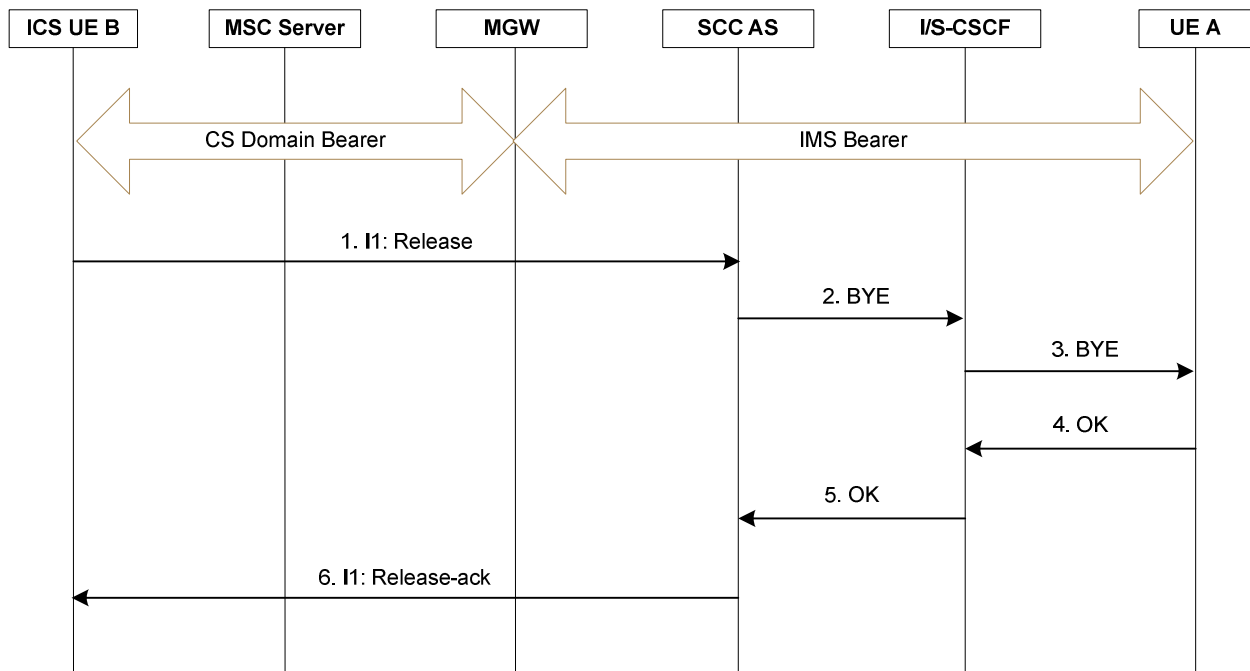 ICS UE B
MSC Server
MGW
SCC AS
I/S-CSCF
UE A
CS Domain Bearer
IMS Bearer
1. I1: Release
2. BYE
3. BYE
4. OK
5. OK
6. I1: Release-ack